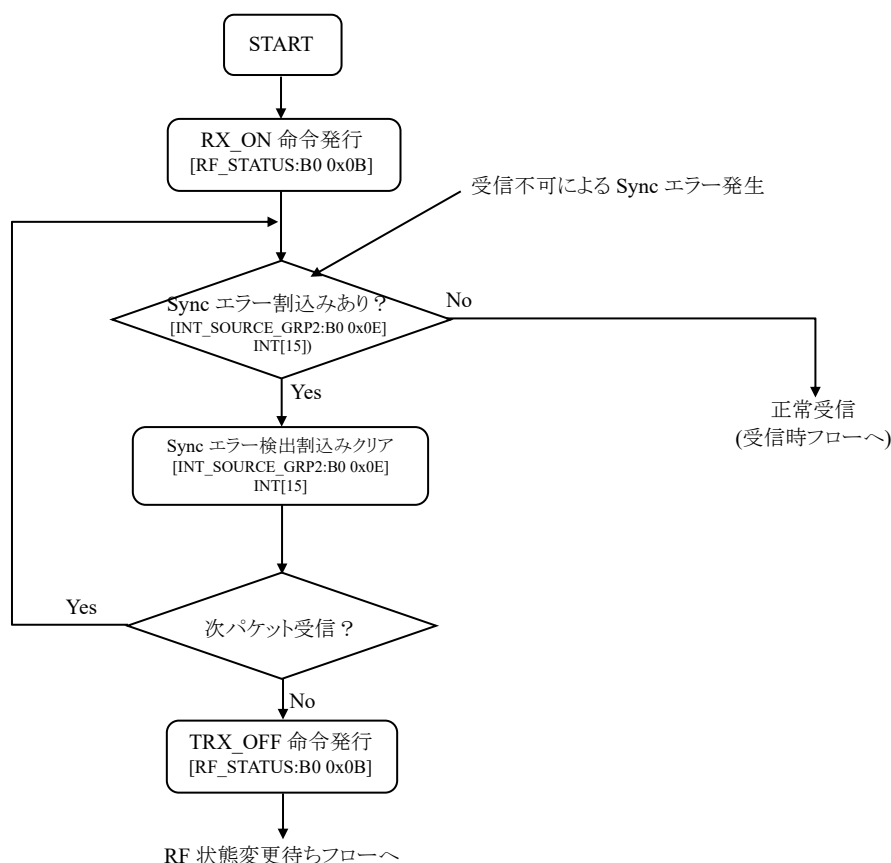 START
RX_ON 命令発行
[RF_STATUS:B0 0x0B]
受信不可による Sync エラー発生
Sync エラー割込みあり?
[INT_SOURCE_GRP2:B0 0x0E]
INT[15])
No
Yes
正常受信
(受信時フローへ)
Sync エラー検出割込みクリア
[INT_SOURCE_GRP2:B0 0x0E]
INT[15]
Yes
次パケット受信?
No
TRX_OFF 命令発行
[RF_STATUS:B0 0x0B]
RF 状態変更待ちフローへ